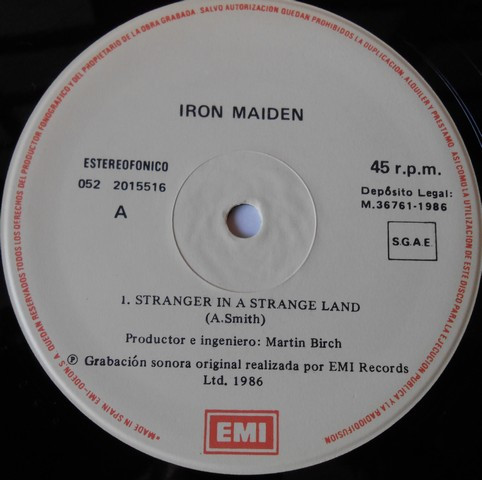 IRON MAIDEN
ESTEREOFONICO
052 2015516
A
45 r.p.m.
Depósito Legal:
M.36761-1986
S.G.A.E.
1. STRANGER IN A STRANGE LAND
(A.Smith)
Productor e ingeniero: Martin Birch
Ⓟ Grabación sonora original realizada por EMI Records
Ltd. 1986
EMI
*MADE IN SPAIN EMI-ODEON S A QUEDAN RESERVADOS TODOS LOS DERECHOS DEL PRODUCTOR FONOGRAFICO Y DEL PROPIETARIO DE LA OBRA GRABADA. SALVO AUTORIZACION QUEDAN PROHIBIDOS LA DUPLICACION, ALQUILER Y PRESTAMO ASI COMO LA UTILIZACION DE ESTE DISCO PARA LA EJECUCION PUBLICA Y LA RADIODIFUSION